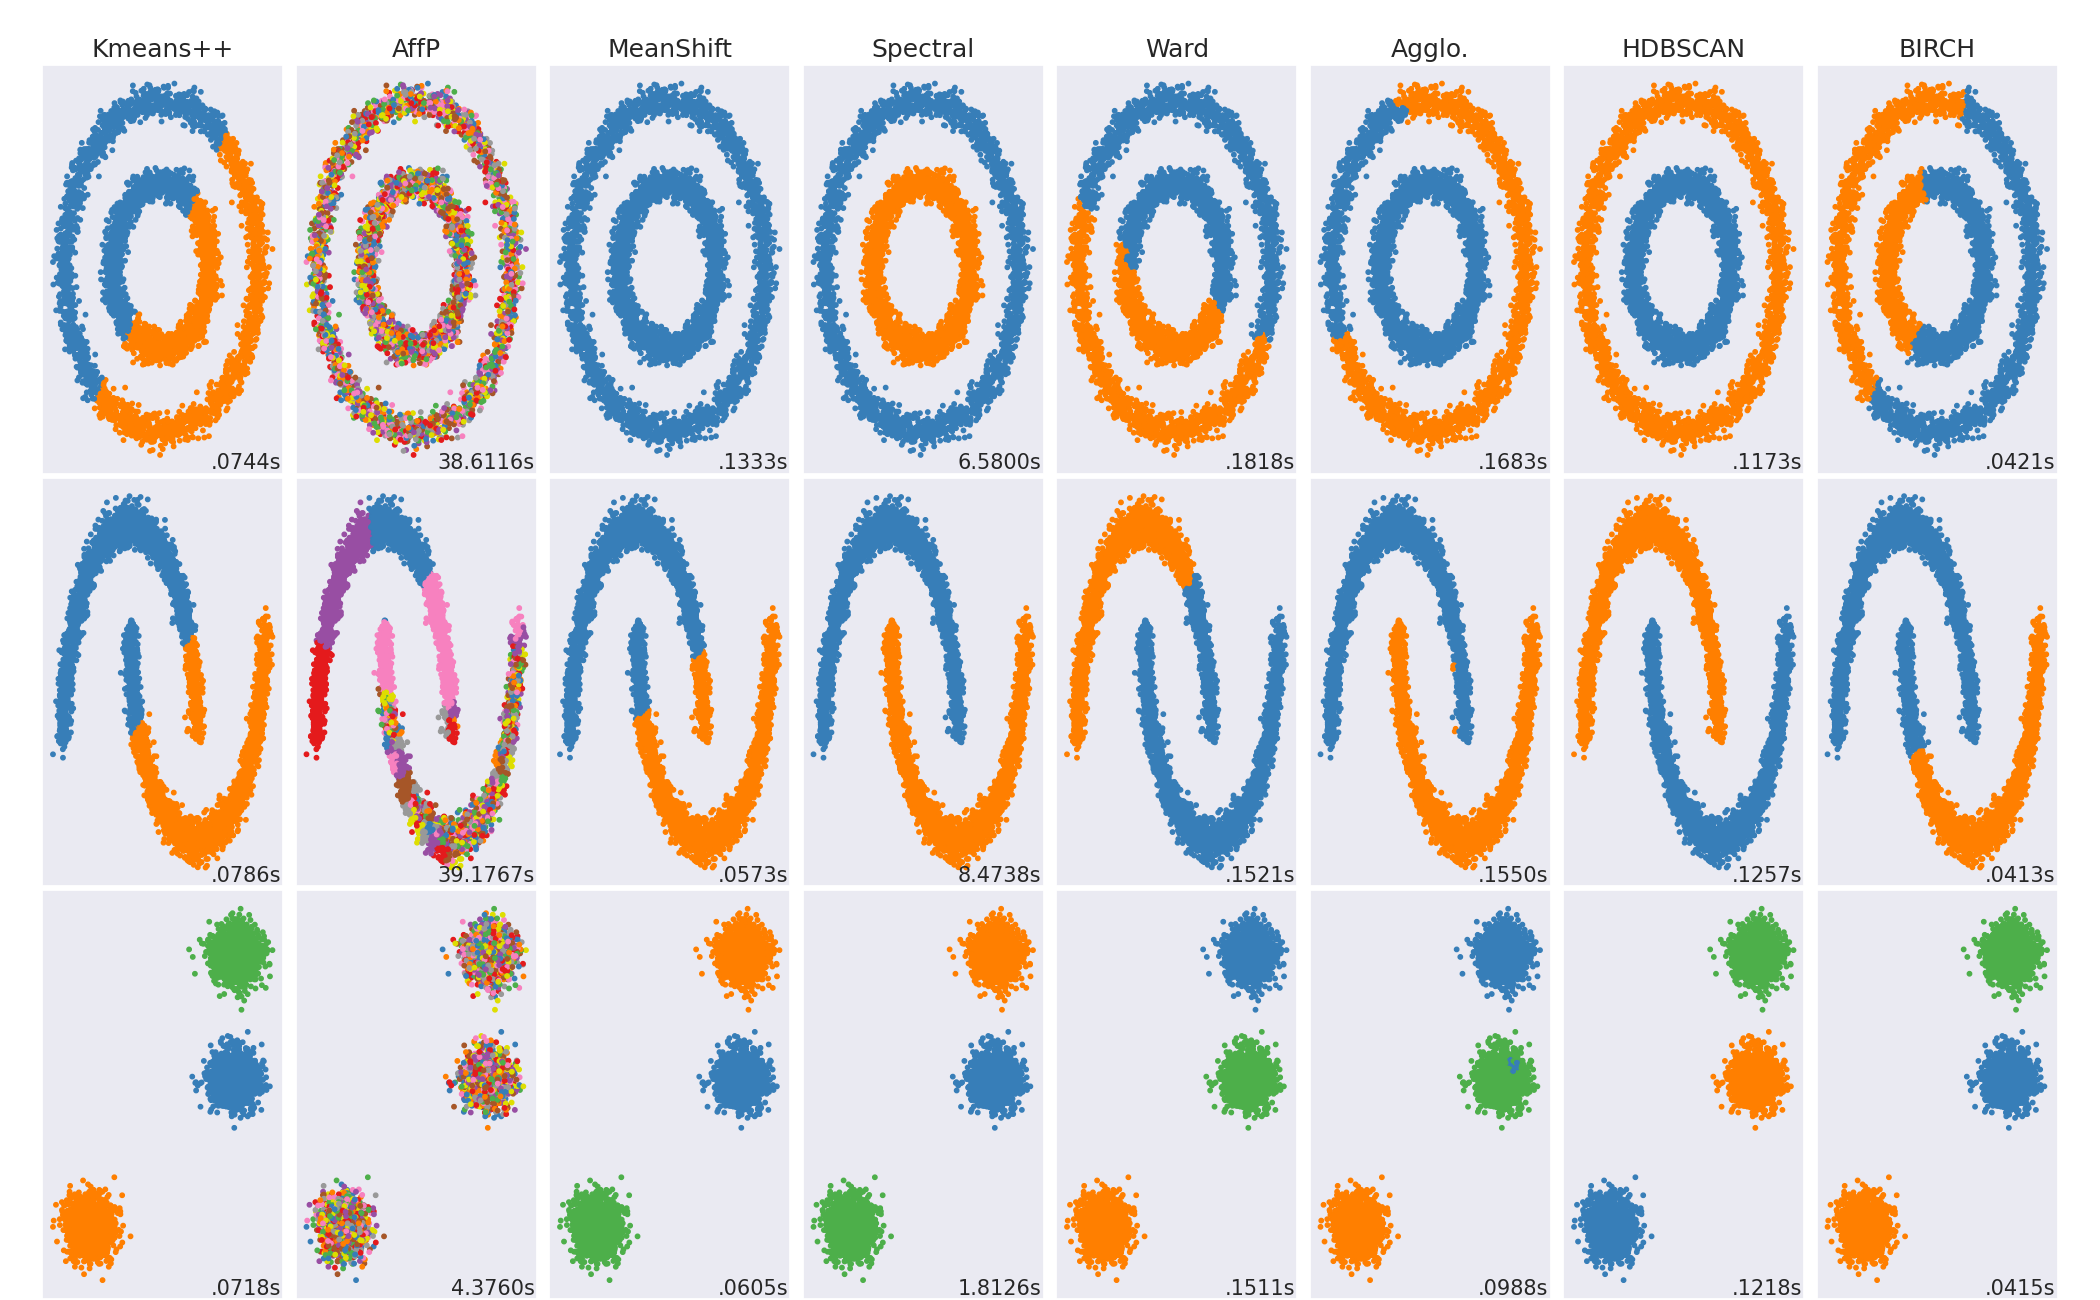 Kmeans++ AffP MeanShift Spectral Ward Agglo. HDBSCAN BIRCH
.0744s 38.6116s .1333s 6.5800s .1818s .1683s .1173s .0421s
.0786s 39.1767s .0573s 8.4738s .1521s .1550s .1257s .0413s
.0718s 4.3760s .0605s 1.8126s .1511s .0988s .1218s .0415s